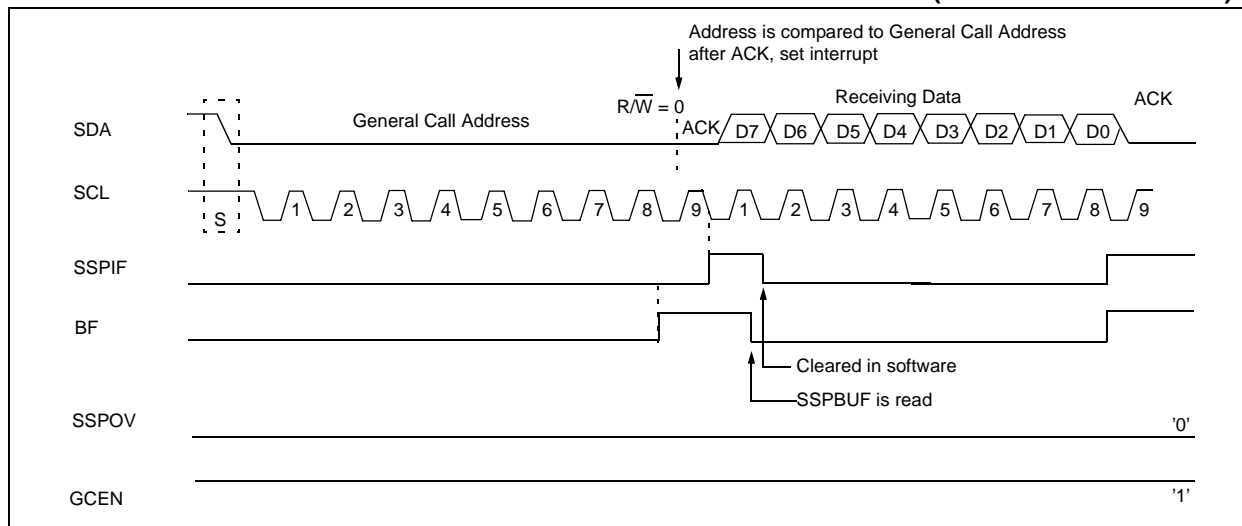 Address is compared to General Call Address
after ACK, set interrupt
R/W = 0
Receiving Data
ACK
SDA
General Call Address
ACK
D7 D6 D5 D4 D3 D2 D1 D0
SCL
S
1 2 3 4 5 6 7 8 9 1 2 3 4 5 6 7 8 9
SSPIF
BF
Cleared in software
SSPBUF is read
SSPOV
'0'
GCEN
'1'